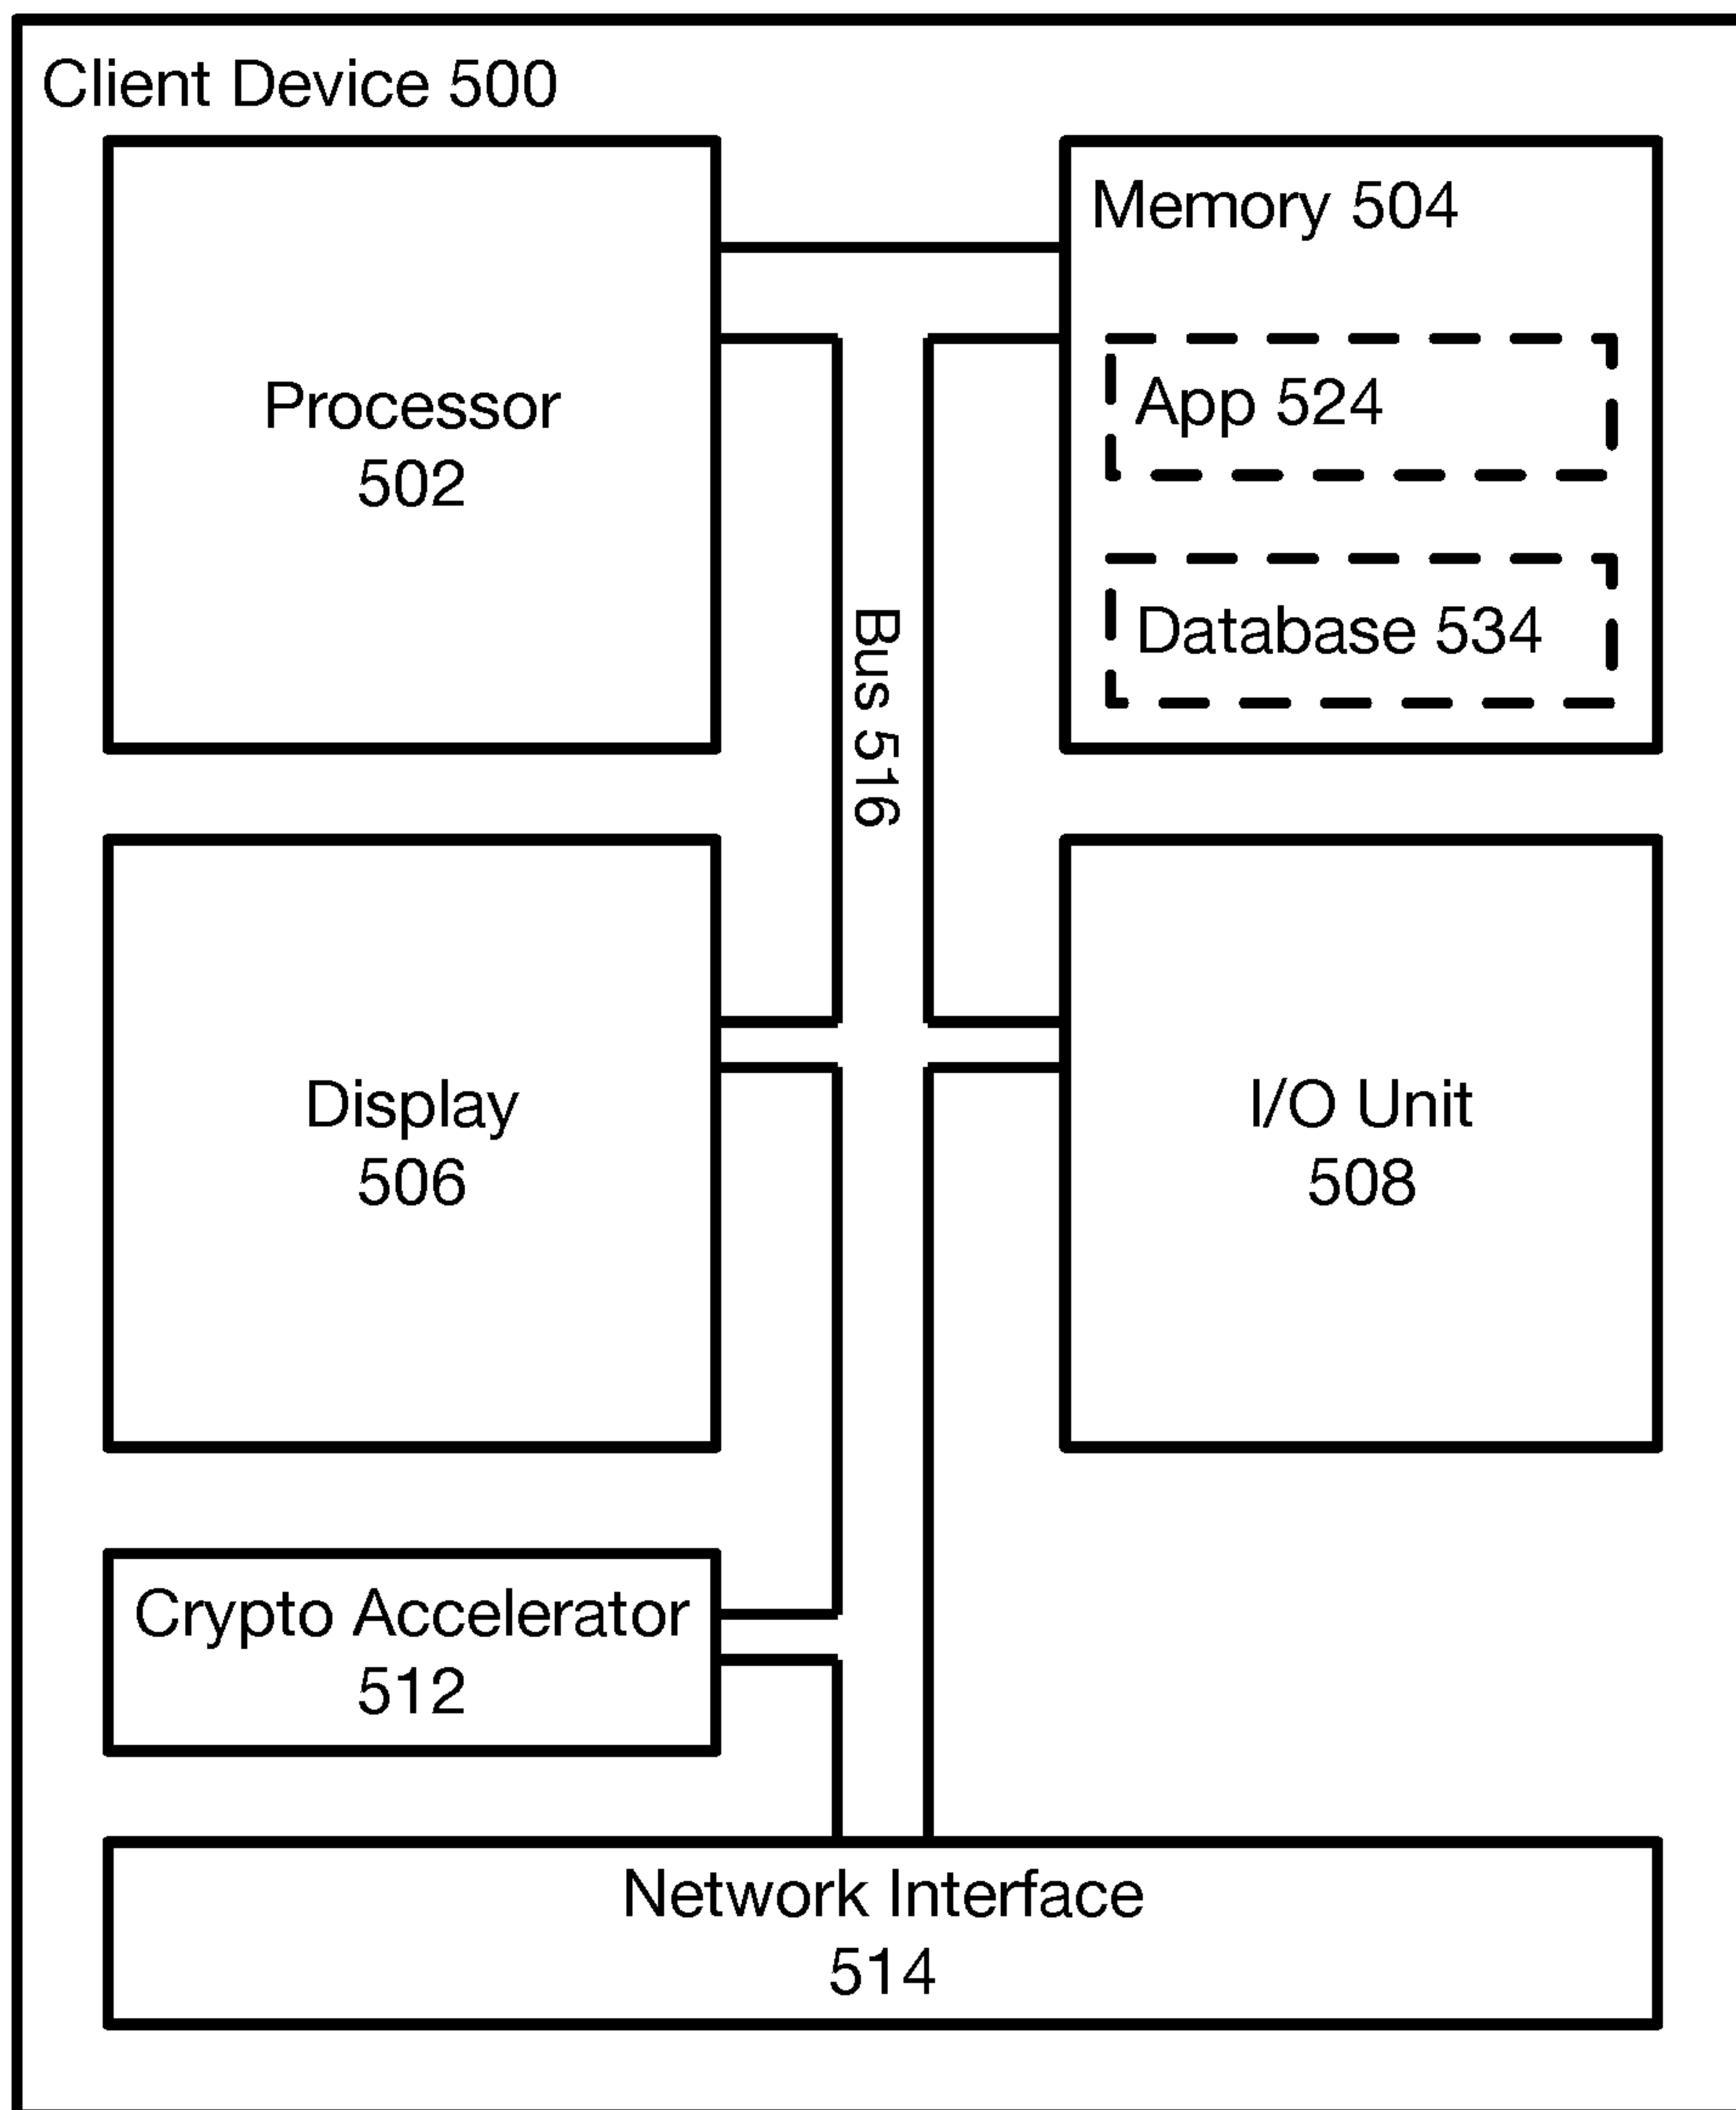 Client Device 500
Processor
502
Memory 504
App 524
Database 534
Bus 516
Display
506
I/O Unit
508
Crypto Accelerator
512
Network Interface
514